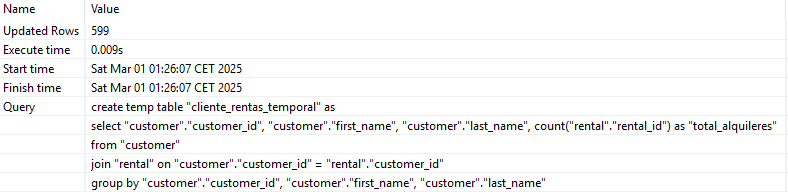 Name Value
Updated Rows 599
Execute time 0.009s
Start time Sat Mar 01 01:26:07 CET 2025
Finish time Sat Mar 01 01:26:07 CET 2025
Query create temp table "cliente_rentas_temporal" as
select "customer"."customer_id", "customer"."first_name", "customer"."last_name", count("rental"."rental_id") as "total_alquileres"
from "customer"
join "rental" on "customer"."customer_id" = "rental"."customer_id"
group by "customer"."customer_id", "customer"."first_name", "customer"."last_name"